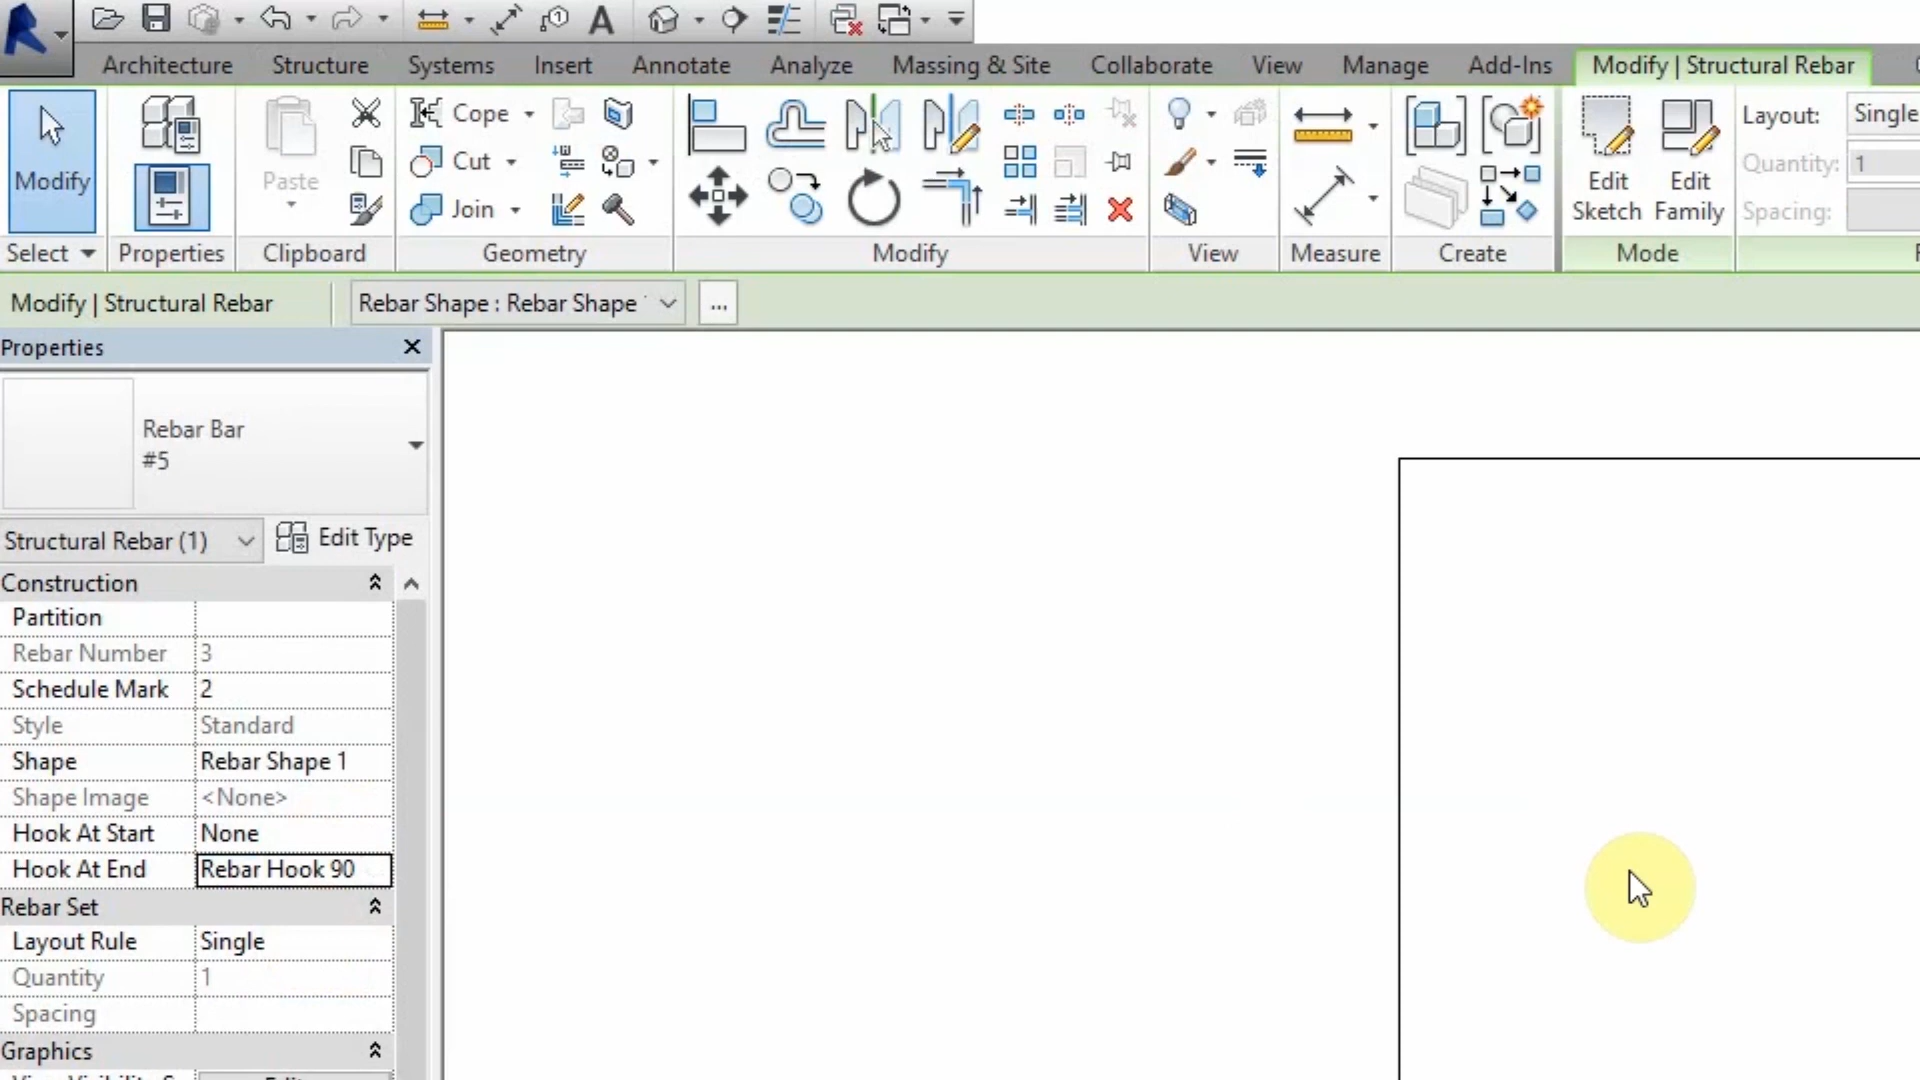 Architecture Structure Systems Insert Annotate Analyze Massing & Site Collaborate View Manage Add-Ins Modify | Structural Rebar
Modify
Paste
Cope
Cut
Join
Edit
Sketch
Edit
Family
Layout: Single
Quantity: 1
Spacing:
Select Properties Clipboard Geometry Modify View Measure Create Mode
Modify | Structural Rebar Rebar Shape : Rebar Shape ...
Properties
Rebar Bar
#5
Structural Rebar (1) Edit Type
Construction
Partition
Rebar Number 3
Schedule Mark 2
Style Standard
Shape Rebar Shape 1
Shape Image <None>
Hook At Start None
Hook At End Rebar Hook 90
Rebar Set
Layout Rule Single
Quantity 1
Spacing
Graphics